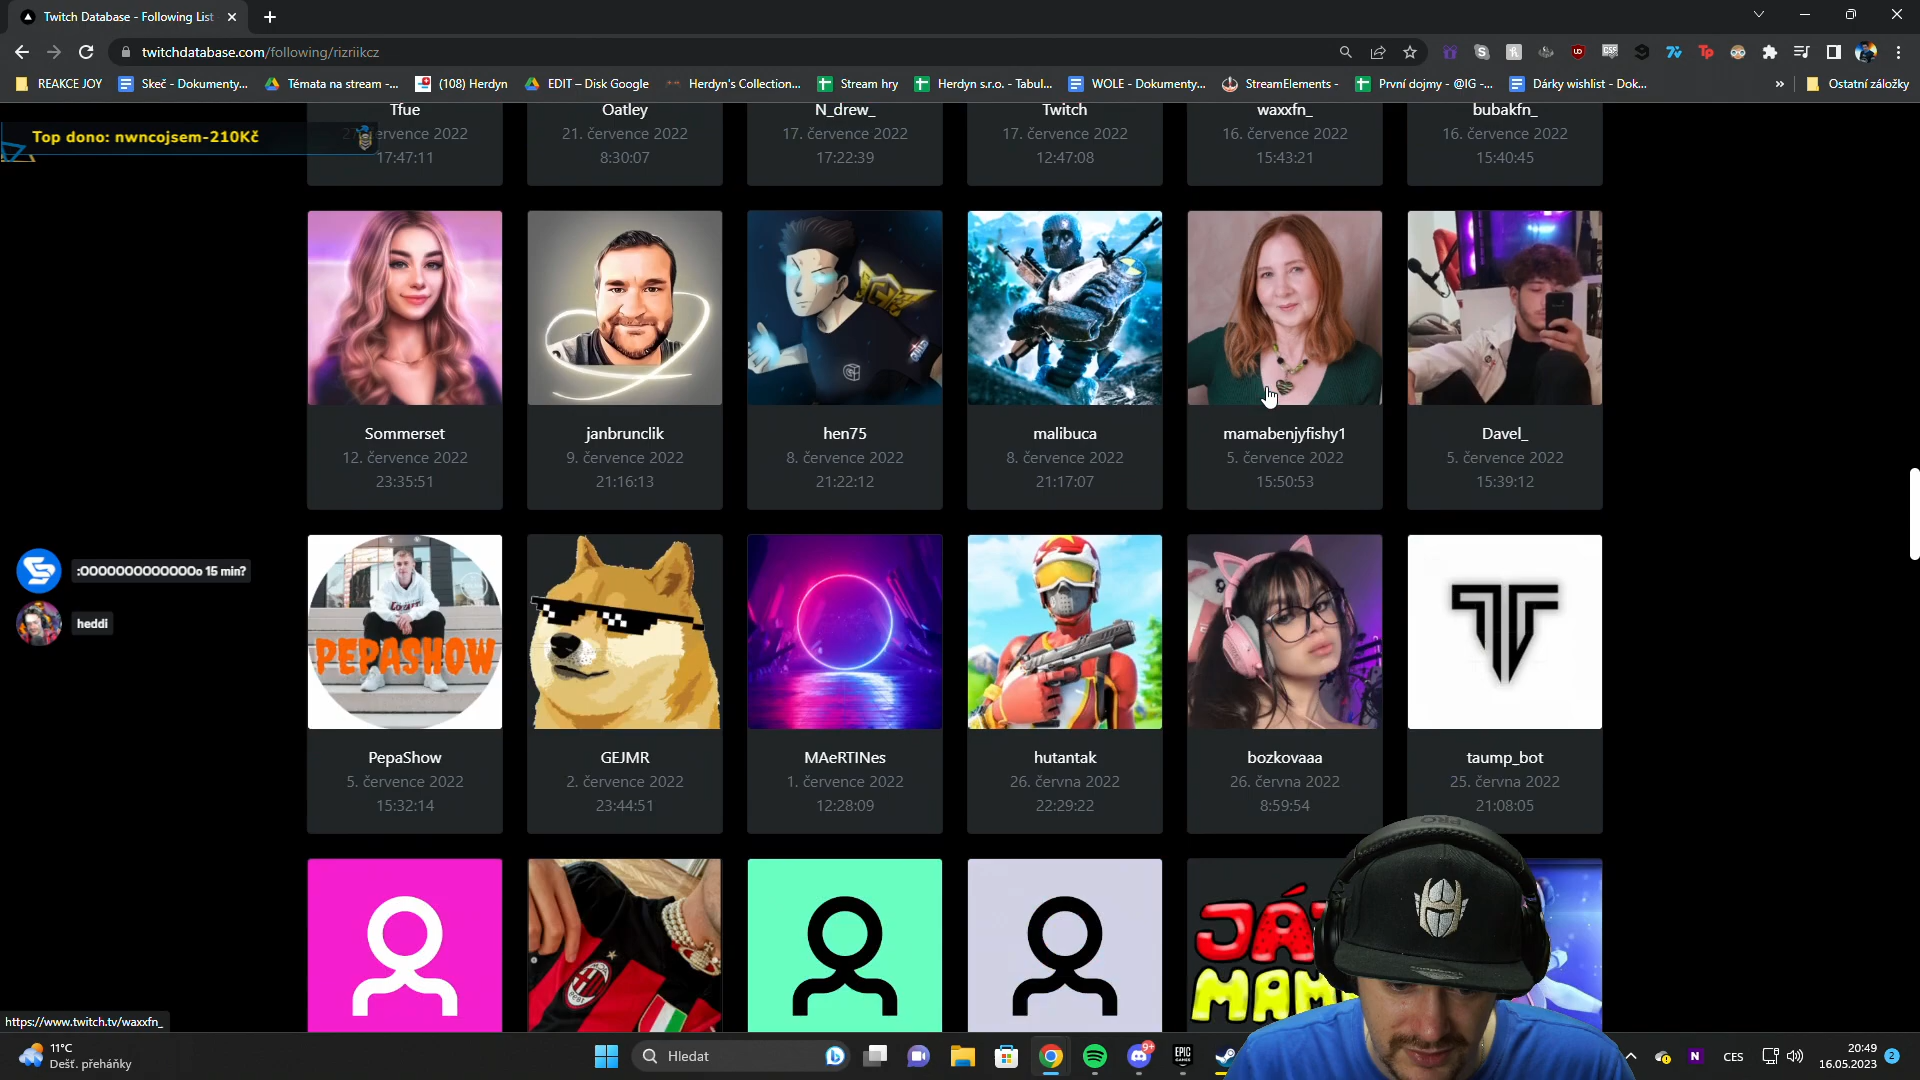 Twitch Database - Following List
twitchdatabase.com/following/rizriikcz
REAKCE JOY
Skeč - Dokumenty...
Témata na stream -...
(108) Herdyn
EDIT – Disk Google
Herdyn's Collection...
Stream hry
Herdyn s.r.o. - Tabul...
WOLE - Dokumenty...
StreamElements -
První dojmy - @IG -...
Dárky wishlist - Dok...
»
Ostatní záložky
Top dono: nwncojsem-210Kč
Tfue
července 2022
17:47:11
Oatley
21. července 2022
8:30:07
N_drew_
17. července 2022
17:22:39
Twitch
17. července 2022
12:47:08
waxxfn_
16. července 2022
15:43:21
bubakfn_
16. července 2022
15:40:45
Sommerset
12. července 2022
23:35:51
janbrunclik
9. července 2022
21:16:13
hen75
8. července 2022
21:22:12
malibuca
8. července 2022
21:17:07
mamabenjyfishy1
5. července 2022
15:50:53
Davel_
5. července 2022
15:39:12
:OOOOOOOOOOOOOo 15 min?
heddi
PEPASHOW
PepaShow
5. července 2022
15:32:14
GEJMR
2. července 2022
23:44:51
MAeRTINes
1. července 2022
12:28:09
hutantak
26. června 2022
22:29:22
bozkovaaa
26. června 2022
8:59:54
taump_bot
25. června 2022
21:08:05
PRO
https://www.twitch.tv/waxxfn_
11°C
Dešť. přeháňky
Hledat
9+
EPIC
GAMES
N
CES
20:49
16.05.2023
2